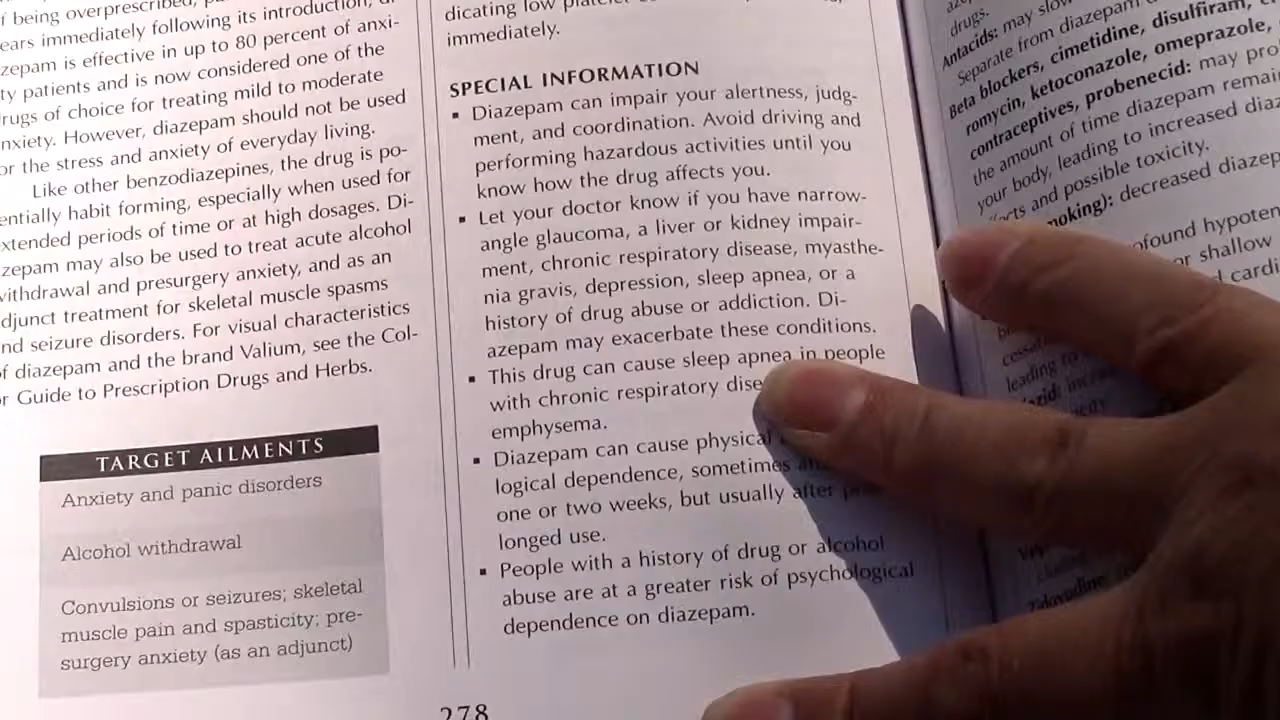 f being overprescribed,
ears immediately following its introduction,
zepam is effective in up to 80 percent of anxi-
ty patients and is now considered one of the
rugs of choice for treating mild to moderate
nxiety. However, diazepam should not be used
or the stress and anxiety of everyday living.
Like other benzodiazepines, the drug is po-
entially habit forming, especially when used for
xtended periods of time or at high dosages. Di-
zepam may also be used to treat acute alcohol
withdrawal and presurgery anxiety, and as an
djunct treatment for skeletal muscle spasms
nd seizure disorders. For visual characteristics
f diazepam and the brand Valium, see the Col-
r Guide to Prescription Drugs and Herbs.
TARGET AILMENTS
Anxiety and panic disorders
Alcohol withdrawal
Convulsions or seizures; skeletal
muscle pain and spasticity; pre-
surgery anxiety (as an adjunct)
dicating low platelet
immediately.
SPECIAL INFORMATION
▪ Diazepam can impair your alertness, judg-
ment, and coordination. Avoid driving and
performing hazardous activities until you
know how the drug affects you.
▪ Let your doctor know if you have narrow-
angle glaucoma, a liver or kidney impair-
ment, chronic respiratory disease, myasthe-
nia gravis, depression, sleep apnea, or a
history of drug abuse or addiction. Di-
azepam may exacerbate these conditions.
▪ This drug can cause sleep apnea in people
with chronic respiratory dise
emphysema.
▪ Diazepam can cause physical
logical dependence, sometimes
one or two weeks, but usually after
longed use.
▪ People with a history of drug or alcohol
abuse are at a greater risk of psychological
dependence on diazepam.
278
drugs.
Antacids: may slow
Separate from diazepam
Beta blockers, cimetidine, disulfiram,
romycin, ketoconazole, omeprazole,
contraceptives, probenecid: may pro
the amount of time diazepam remai
your body, leading to increased diaz
cts and possible toxicity.
moking): decreased diazep
ofound hypoten
or shallow
cardi
leading to